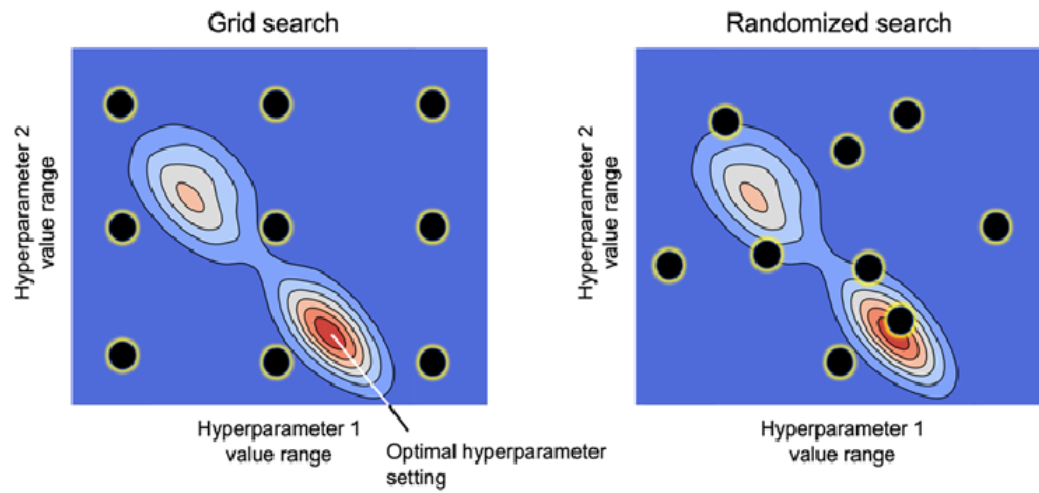 Grid search
Randomized search
Hyperparameter 2
value range
Hyperparameter 2
value range
Hyperparameter 1
value range
Optimal hyperparameter
setting
Hyperparameter 1
value range